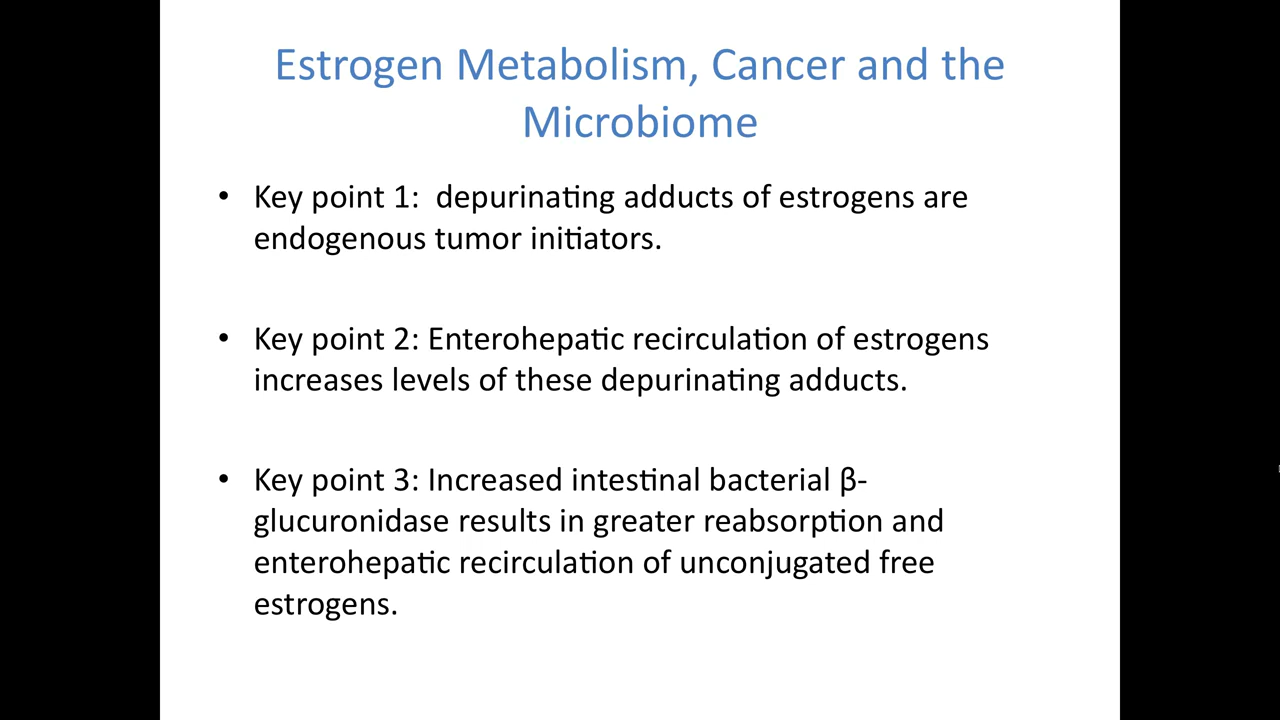 Estrogen Metabolism, Cancer and the
Microbiome
• Key point 1:  depurinating adducts of estrogens are
endogenous tumor initiators.
• Key point 2: Enterohepatic recirculation of estrogens
increases levels of these depurinating adducts.
• Key point 3: Increased intestinal bacterial β-
glucuronidase results in greater reabsorption and
enterohepatic recirculation of unconjugated free
estrogens.